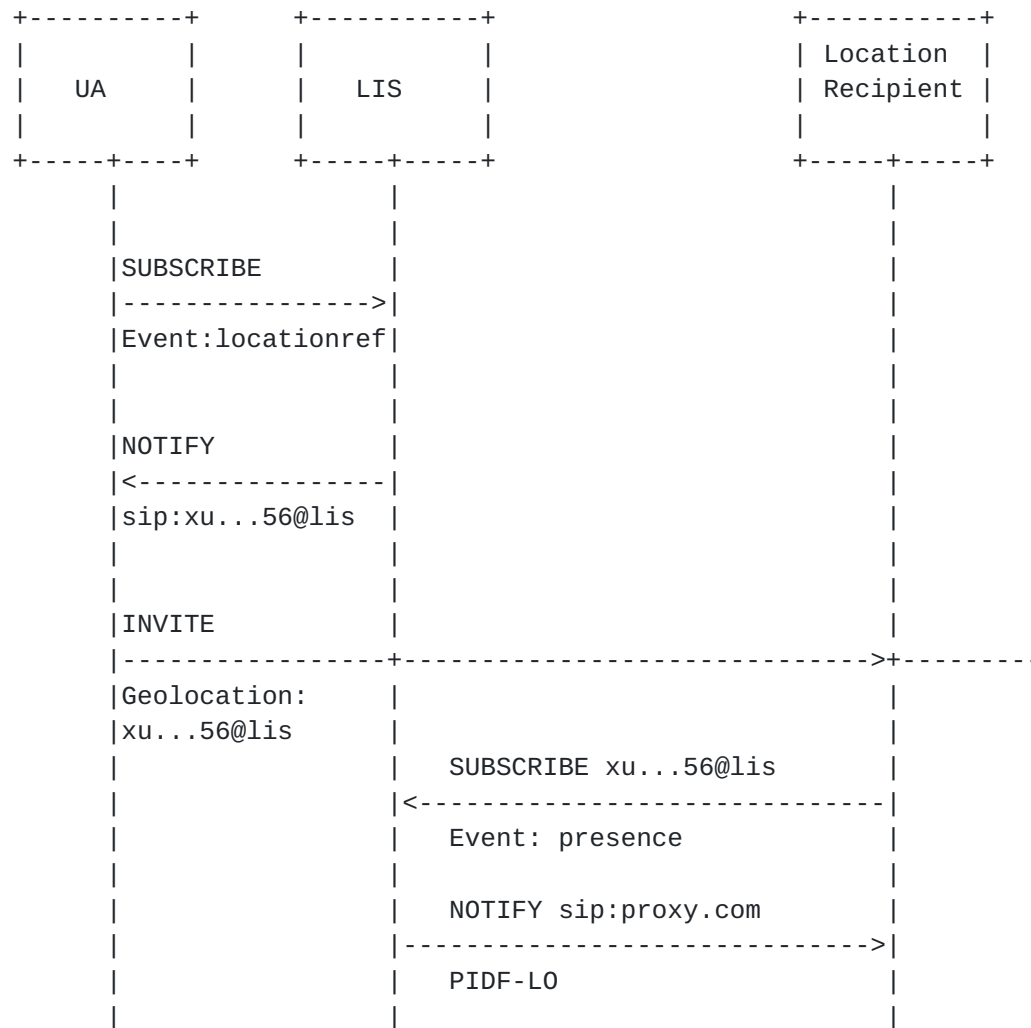 Location
UA LIS Recipient
SUBSCRIBE
Event:locationref
NOTIFY
sip:xu...56@lis
INVITE
Geolocation:
xu...56@lis
SUBSCRIBE xu...56@lis
Event: presence
NOTIFY sip:proxy.com
PIDF-LO